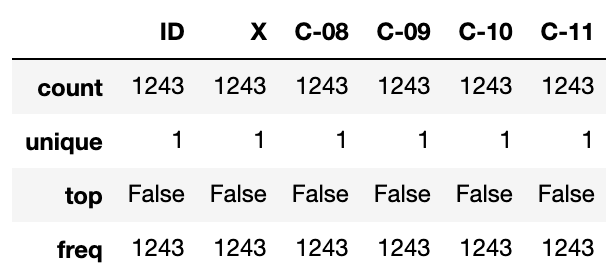 ID X C-08 C-09 C-10 C-11
count 1243 1243 1243 1243 1243 1243
unique 1 1 1 1 1 1
top False False False False False False
freq 1243 1243 1243 1243 1243 1243